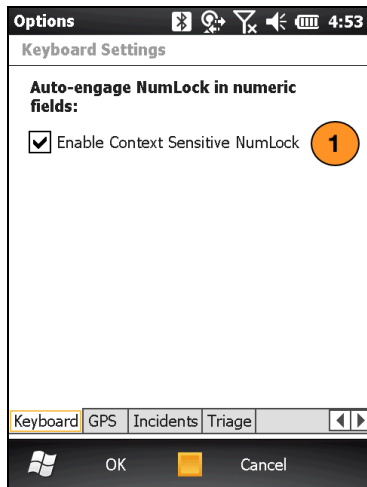 Options 4:53
Keyboard Settings
Auto-engage NumLock in numeric
fields:
Enable Context Sensitive NumLock 1
Keyboard GPS Incidents Triage
OK Cancel